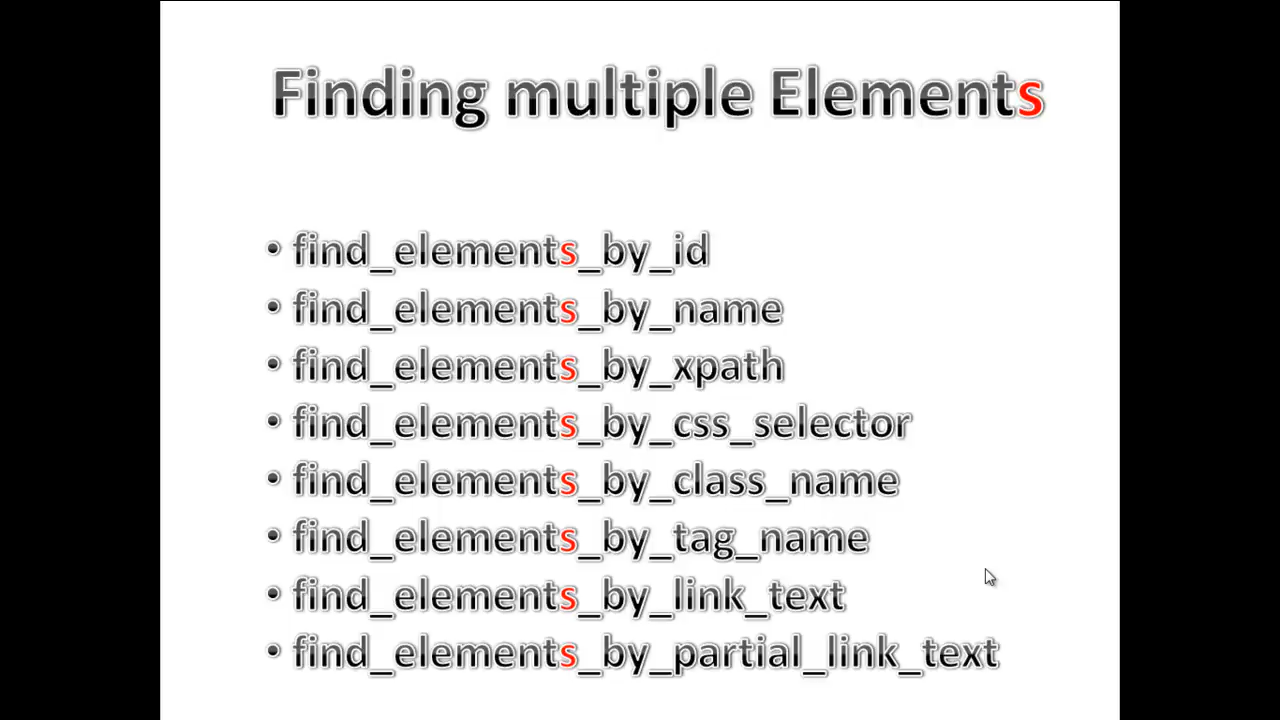 Finding multiple Elements
• find_elements_by_id
• find_elements_by_name
• find_elements_by_xpath
• find_elements_by_css_selector
• find_elements_by_class_name
• find_elements_by_tag_name
• find_elements_by_link_text
• find_elements_by_partial_link_text